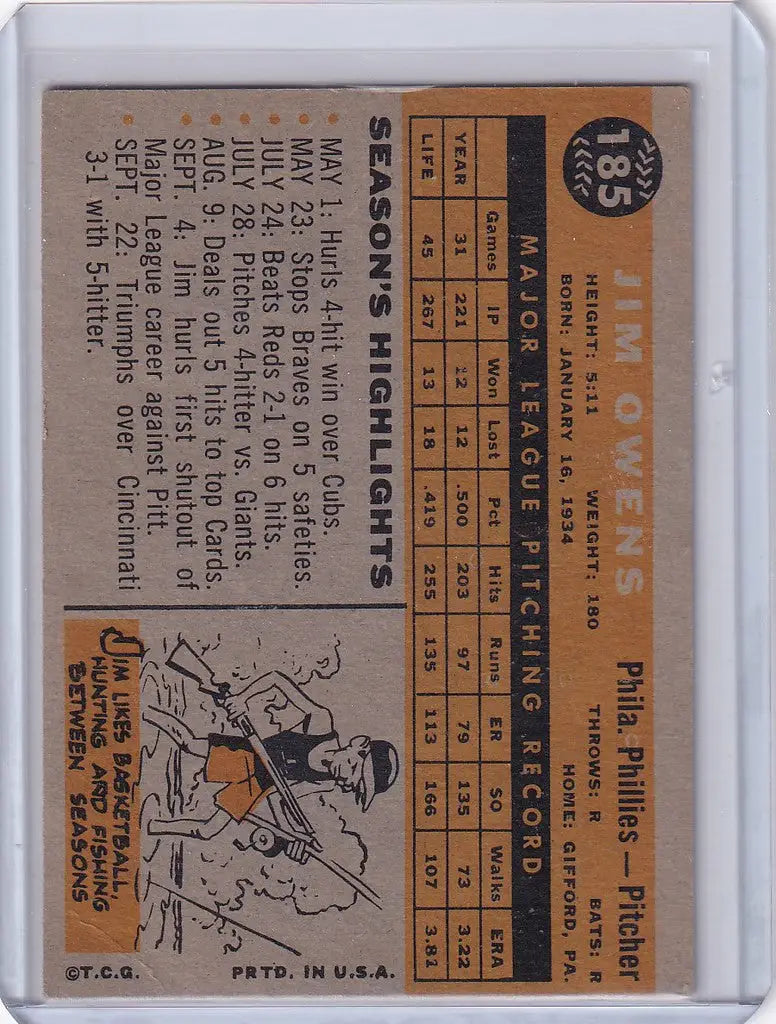 185
JIM OWENS Phila. Phillies — Pitcher
HEIGHT: 5:11 WEIGHT: 180 THROWS: R BATS: R
BORN: JANUARY 16, 1934 HOME: GIFFORD, PA.
MAJOR LEAGUE PITCHING RECORD
Games IP Won Lost Pct Hits Runs ER SO Walks ERA
YEAR 31 221 12 12 .500 203 97 79 135 73 3.22
LIFE 45 267 13 18 .419 255 135 113 166 107 3.81
SEASON'S HIGHLIGHTS
• MAY 1: Hurls 4-hit win over Cubs.
• MAY 23: Stops Braves on 5 safeties.
• JULY 24: Beats Reds 2-1 on 6 hits.
• JULY 28: Pitches 4-hitter vs. Giants.
• AUG. 9: Deals out 5 hits to top Cards.
• SEPT. 4: Jim hurls first shutout of
Major League career against Pitt.
• SEPT. 22: Triumphs over Cincinnati
3-1 with 5-hitter.
JIM LIKES BASKETBALL,
HUNTING AND FISHING
BETWEEN SEASONS
©T.C.G. PRTD. IN U.S.A.